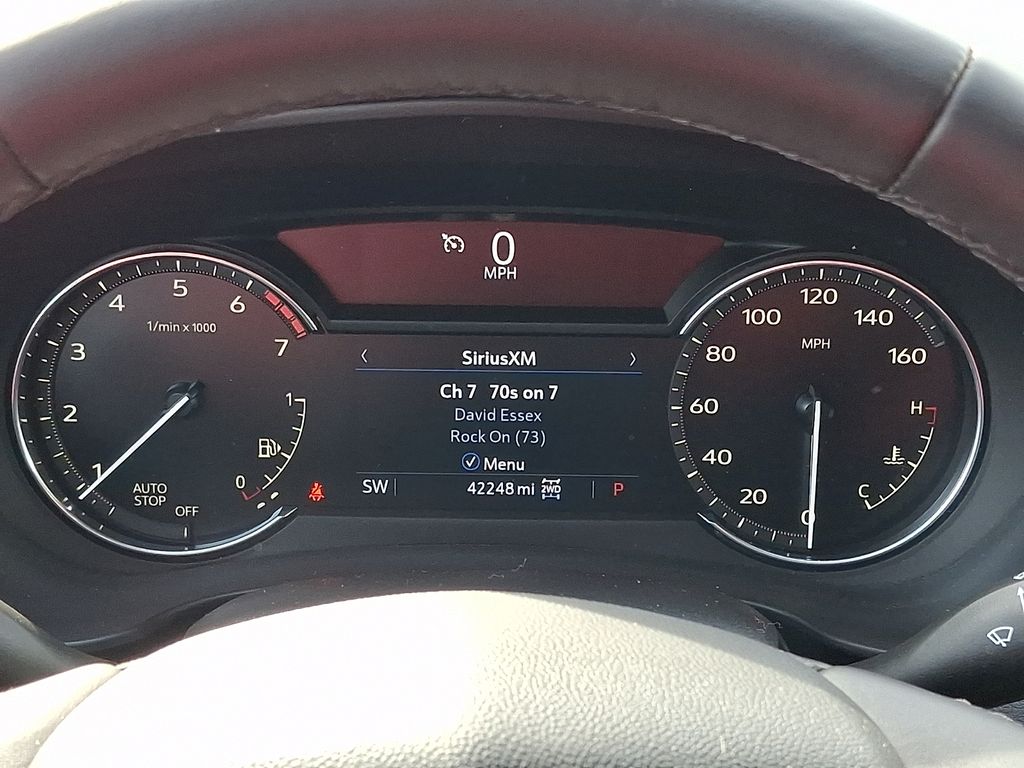 0
MPH
1
2
3
4
5
6
7
1/min x 1000
AUTO
STOP
OFF
1
0
‹ SiriusXM ›
Ch 7 70s on 7
David Essex
Rock On (73)
Menu
SW 42248 mi 2WD P
0
20
40
60
80
100
120
140
160
MPH
H
C